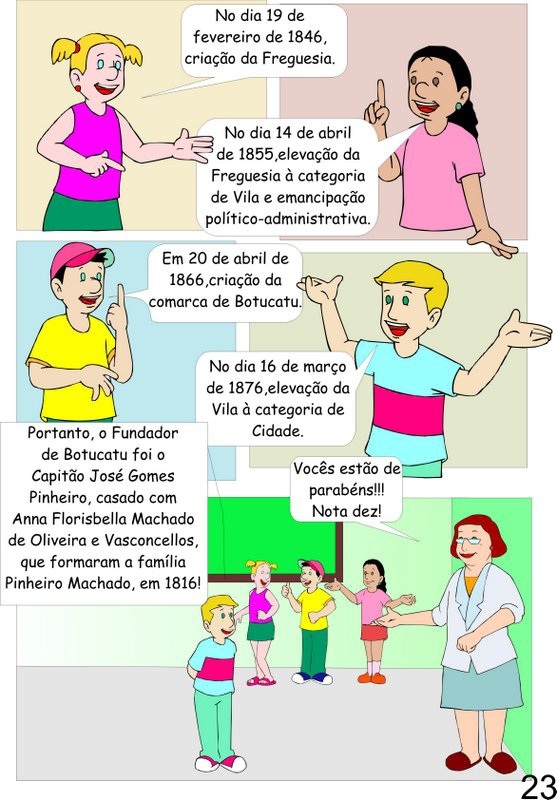 No dia 19 de
fevereiro de 1846,
criação da Freguesia.
No dia 14 de abril
de 1855,elevação da
Freguesia à categoria
de Vila e emancipação
político-administrativa.
Em 20 de abril de
1866,criação da
comarca de Botucatu.
No dia 16 de março
de 1876,elevação da
Vila à categoria de
Cidade.
Portanto, o Fundador
de Botucatu foi o
Capitão José Gomes
Pinheiro, casado com
Anna Florisbella Machado
de Oliveira e Vasconcellos,
que formaram a família
Pinheiro Machado, em 1816!
Vocês estão de
parabéns!!!
Nota dez!
23